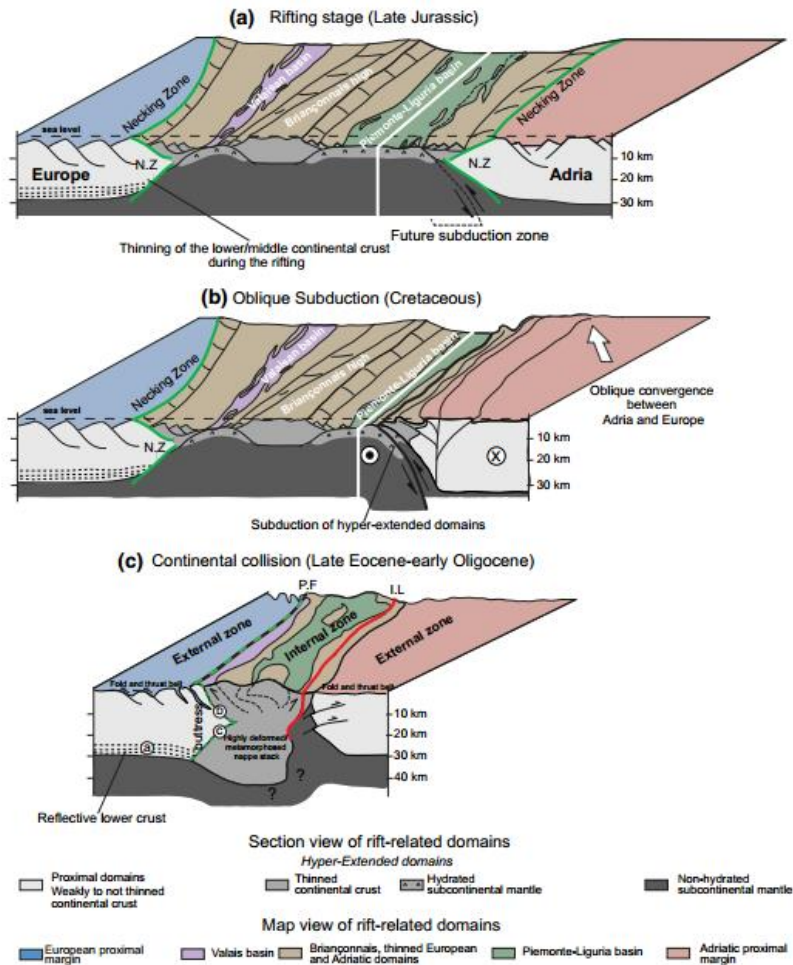 (a) Rifting stage (Late Jurassic)
Necking Zone
Valaisan basin
Briançonnais high
Piemonte-Liguria basin
Necking Zone
sea level
N.Z
N.Z
Europe
Adria
10 km
20 km
30 km
Thinning of the lower/middle continental crust
during the rifting
Future subduction zone
(b) Oblique Subduction (Cretaceous)
Necking Zone
Valaisan basin
Briançonnais high
Piemonte-Liguria basin
Oblique convergence
between
Adria and Europe
sea level
N.Z
X
10 km
20 km
30 km
Subduction of hyper-extended domains
(c) Continental collision (Late Eocene-early Oligocene)
P.F
I.L
External zone
Internal zone
External zone
Fold and thrust belt
Fold and thrust belt
buttress
b
c
a
Highly deformed/
metamorphosed
nappe stack
?
?
10 km
20 km
30 km
40 km
Reflective lower crust
Section view of rift-related domains
Hyper-Extended domains
Proximal domains
Weakly to not thinned
continental crust
Thinned
continental crust
Hydrated
subcontinental mantle
Non-hydrated
subcontinental mantle
Map view of rift-related domains
European proximal
margin
Valais basin
Briançonnais, thinned European
and Adriatic domains
Piemonte-Liguria basin
Adriatic proximal
margin